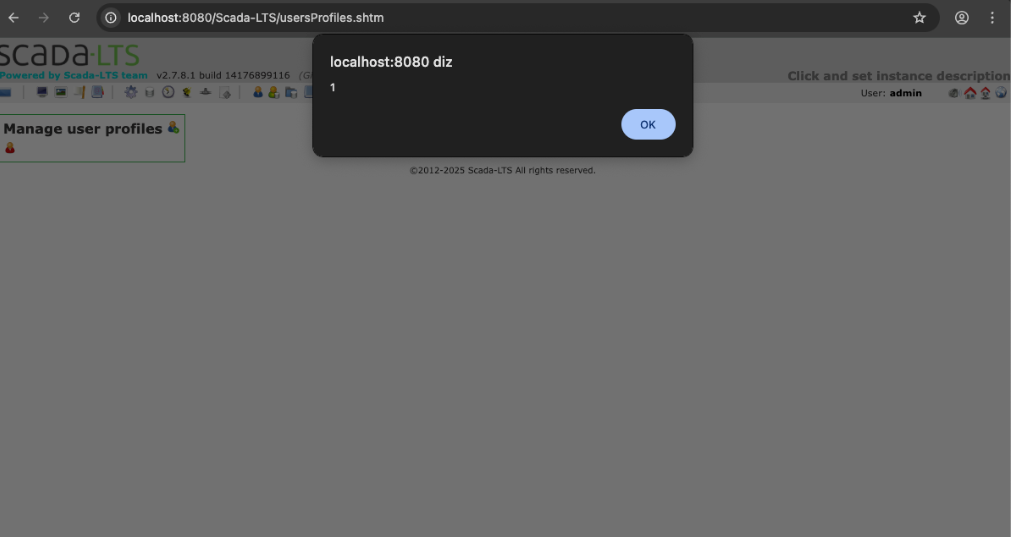 localhost:8080/Scada-LTS/usersProfiles.shtm
localhost:8080 diz
1
OK
scada-LTS
Powered by Scada-LTS team v2.7.8.1 build 14176899116
Click and set instance description
User: admin
Manage user profiles
©2012-2025 Scada-LTS All rights reserved.